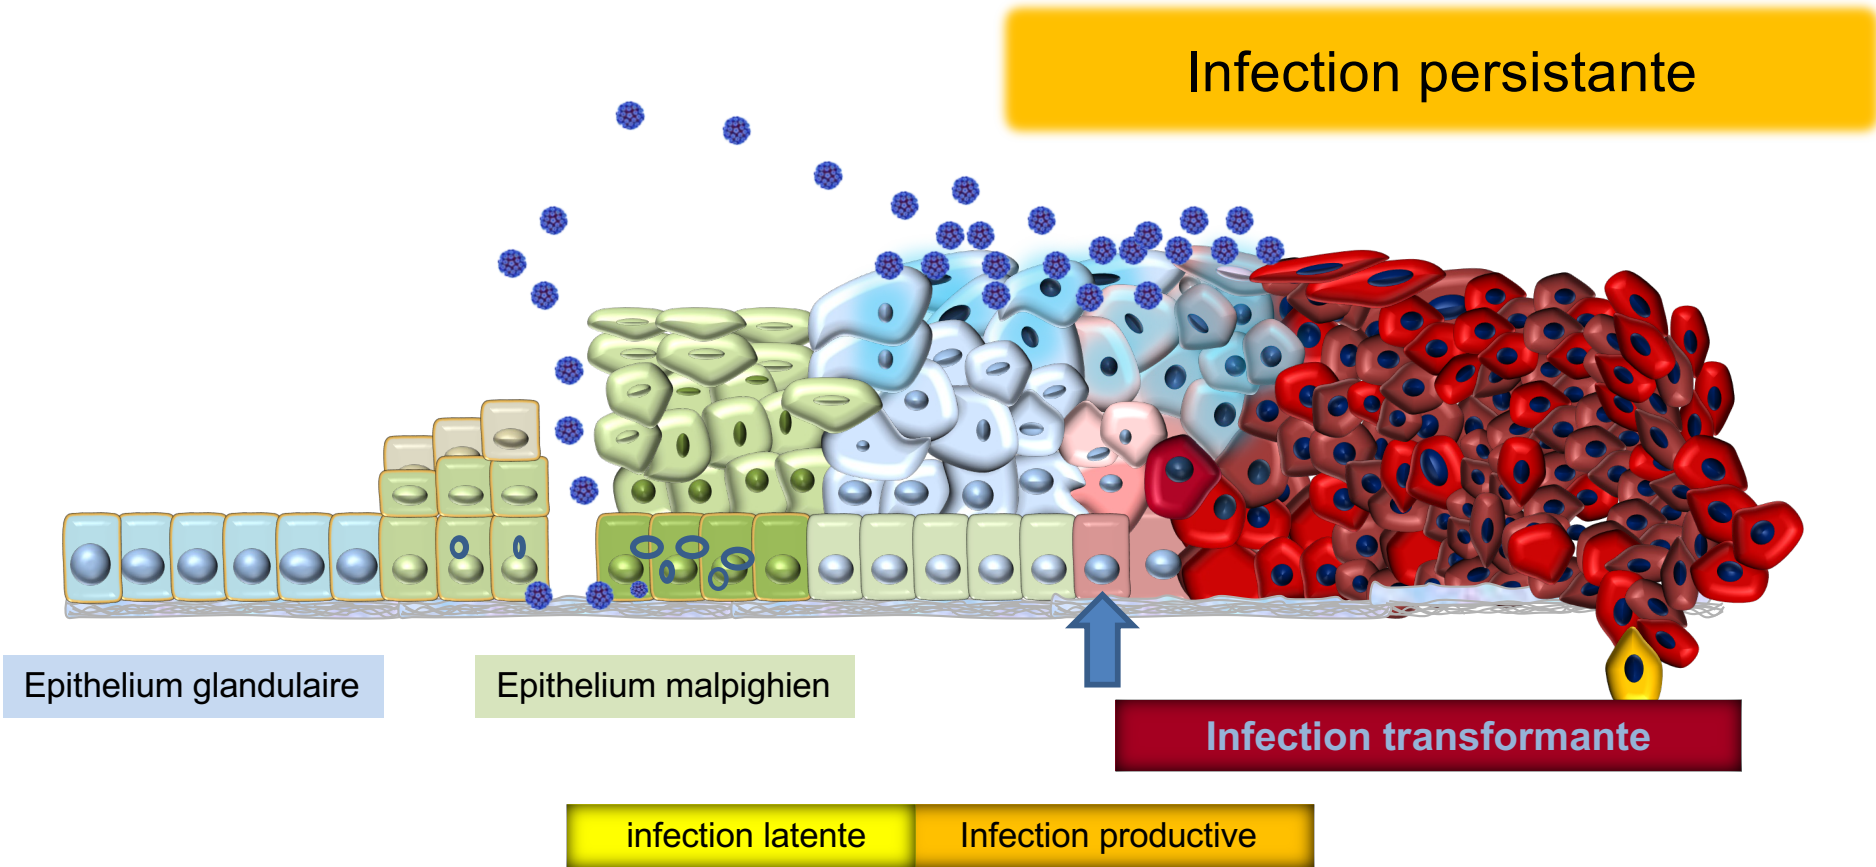 Infection persistante
Epithelium glandulaire
Epithelium malpighien
Infection transformante
infection latente
Infection productive